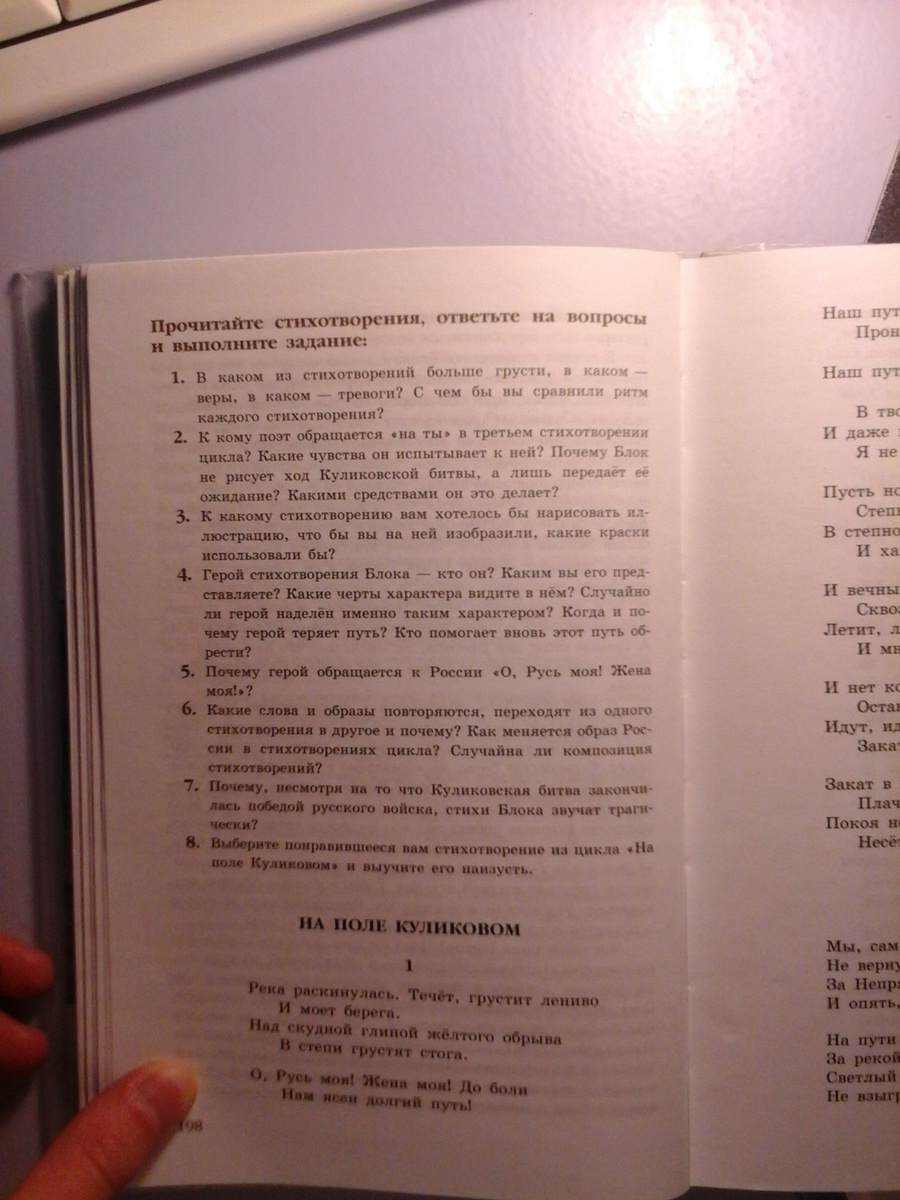 Прочитайте стихотворения, ответьте на вопросы
и выполните задание:
1. В каком из стихотворений больше грусти, в каком —
веры, в каком — тревоги? С чем бы вы сравнили ритм
каждого стихотворения?
2. К кому поэт обращается «на ты» в третьем стихотворении
цикла? Какие чувства он испытывает к ней? Почему Блок
не рисует ход Куликовской битвы, а лишь передаёт её
ожидание? Какими средствами он это делает?
3. К какому стихотворению вам хотелось бы нарисовать ил-
люстрацию, что бы вы на ней изобразили, какие краски
использовали бы?
4. Герой стихотворения Блока — кто он? Каким вы его пред-
ставляете? Какие черты характера видите в нём? Случайно
ли герой наделён именно таким характером? Когда и по-
чему герой теряет путь? Кто помогает вновь этот путь об-
рести?
5. Почему герой обращается к России «О, Русь моя! Жена
моя!»?
6. Какие слова и образы повторяются, переходят из одного
стихотворения в другое и почему? Как меняется образ Рос-
сии в стихотворениях цикла? Случайна ли композиция
стихотворений?
7. Почему, несмотря на то что Куликовская битва закончи-
лась победой русского войска, стихи Блока звучат траги-
чески?
8. Выберите понравившееся вам стихотворение из цикла «На
поле Куликовом» и выучите его наизусть.
НА ПОЛЕ КУЛИКОВОМ
1
Река раскинулась. Течёт, грустит лениво
И моет берега.
Над скудной глиной жёлтого обрыва
В степи грустят стога.
О, Русь моя! Жена моя! До боли
Нам ясен долгий путь!
198
Наш пут
Прон
Наш пут
В тво
И даже
Я не
Пусть но
Степ
В степно
И ха
И вечны
Сквоз
Летит, л
И мн
И нет ко
Остан
Идут, ид
Зака
Закат в
Плач
Покоя не
Несё
Мы, сам
Не верну
За Непр
И опять,
На пути
За рекой
Светлый
Не взыг